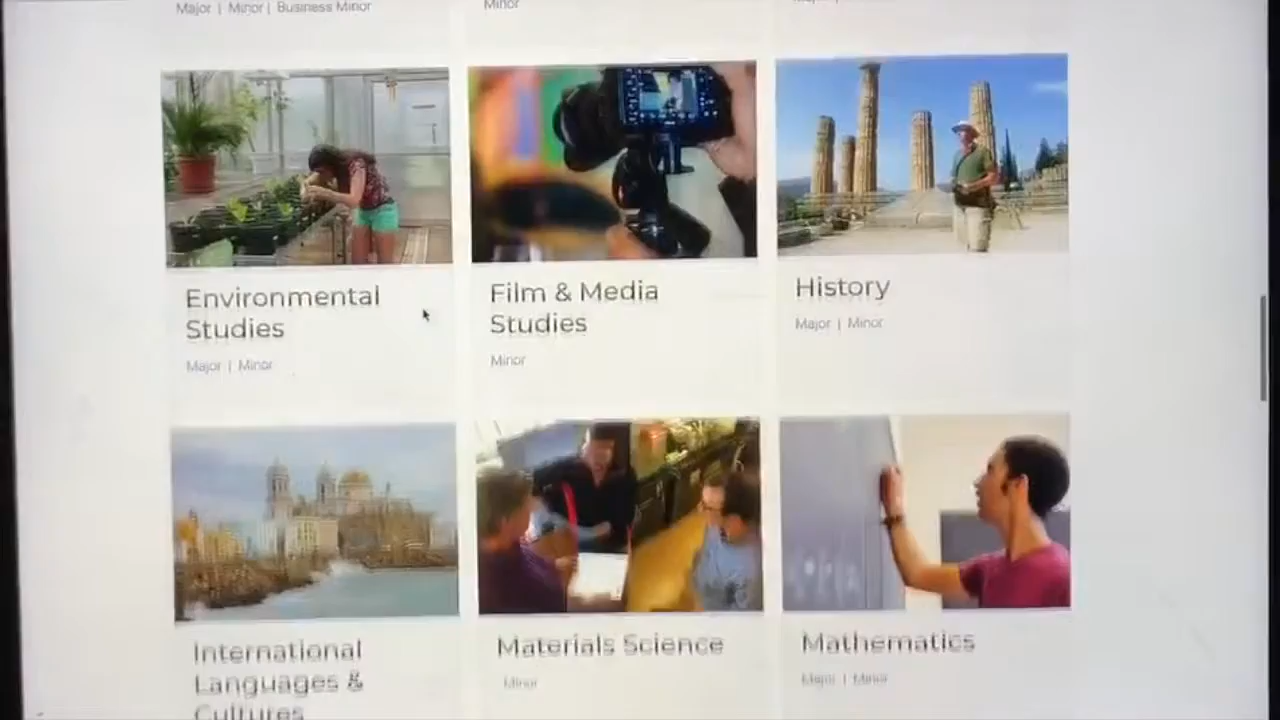 Major | Minor | Business Minor
Minor
Environmental
Studies
Major | Minor
Film & Media
Studies
Minor
History
Major | Minor
International
Languages &
Cultures
Materials Science
Minor
Mathematics
Major | Minor